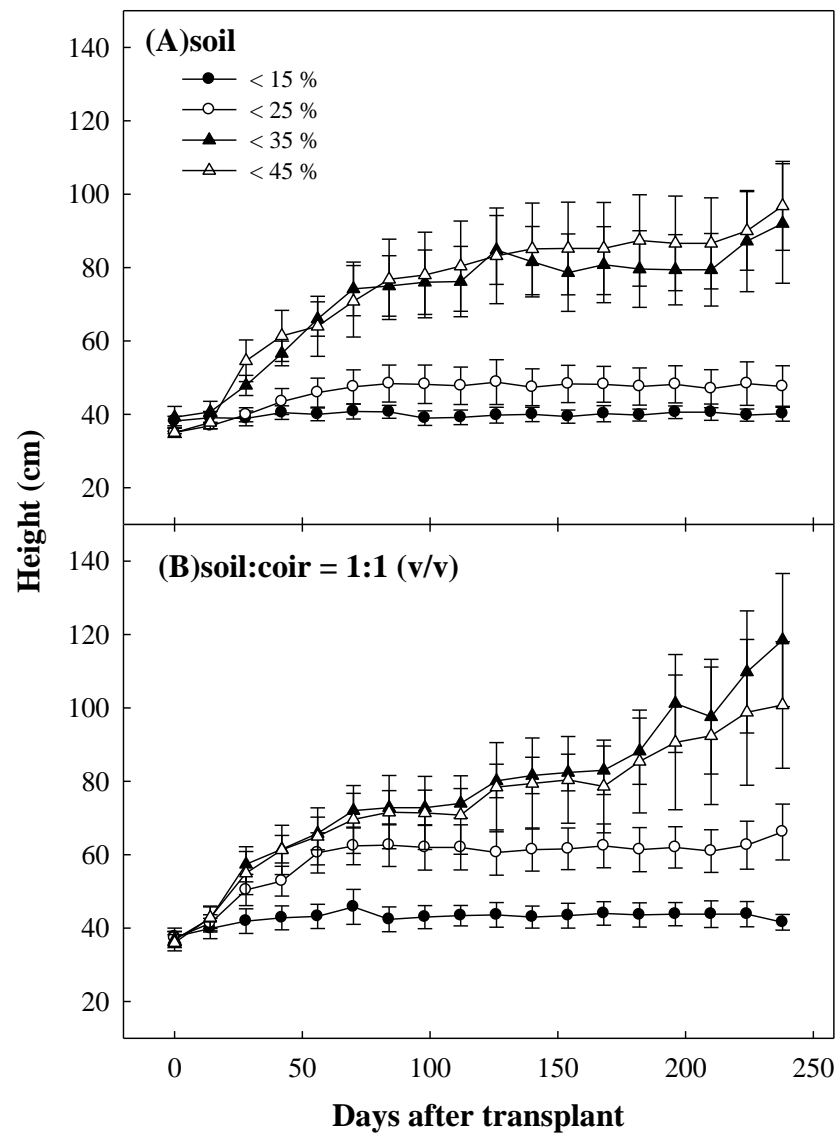 (A)soil
< 15 %
< 25 %
< 35 %
< 45 %
140
120
100
80
60
40
20
Height (cm)
(B)soil:coir = 1:1 (v/v)
140
120
100
80
60
40
20
0 50 100 150 200 250
Days after transplant